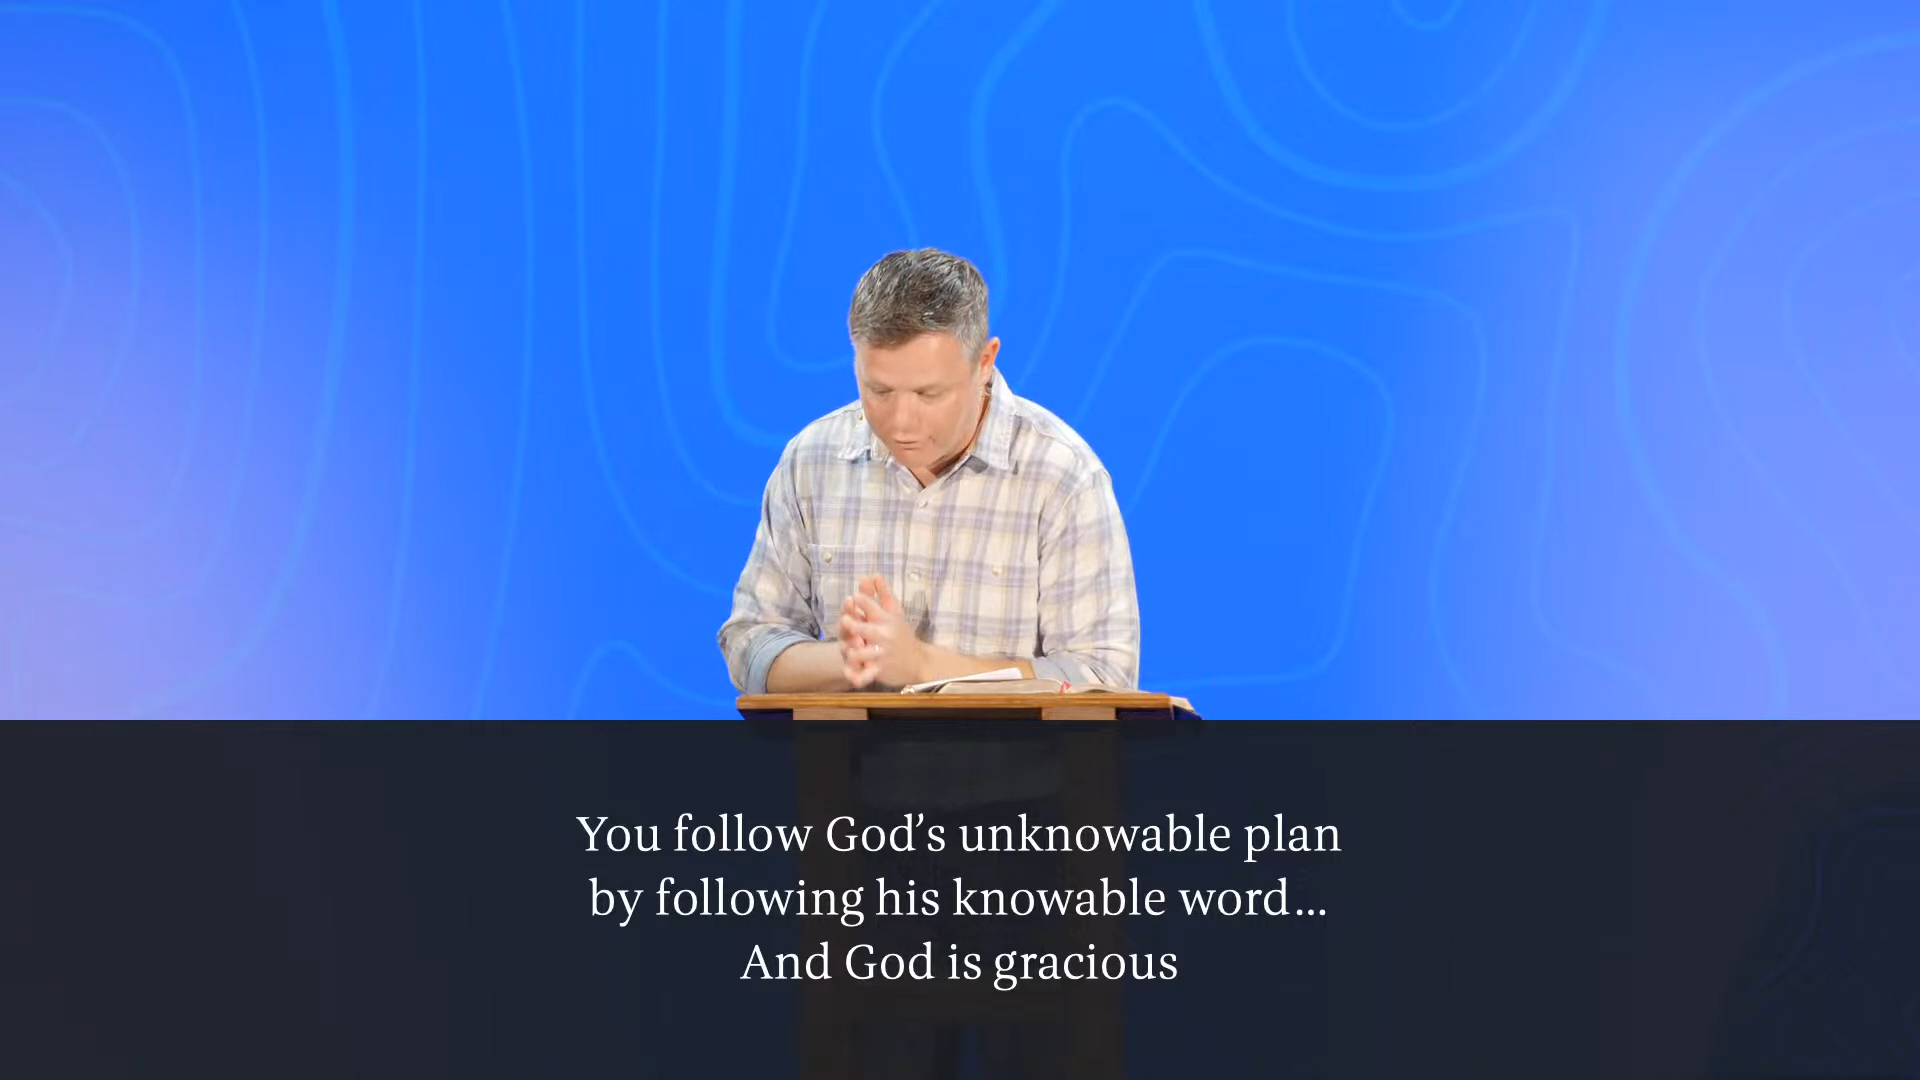 You follow God’s unknowable plan
by following his knowable word...
And God is gracious